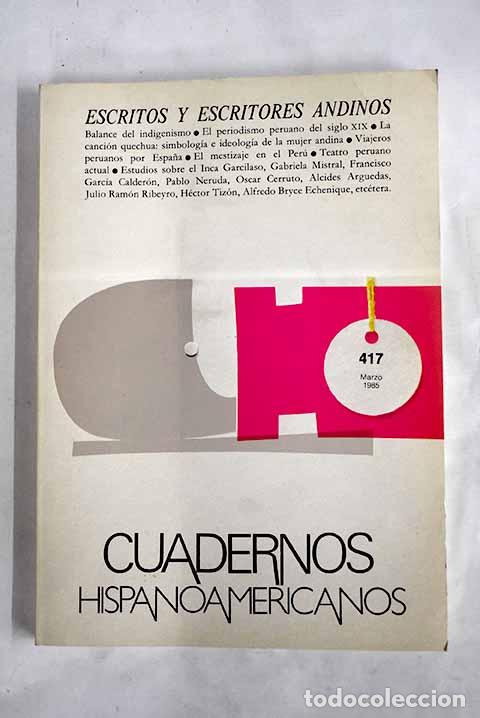 ESCRITOS Y ESCRITORES ANDINOS
Balance del indigenismo ● El periodismo peruano del siglo XIX ● La
canción quechua: simbología e ideología de la mujer andina ● Viajeros
peruanos por España ● El mestizaje en el Perú ● Teatro peruano
actual ● Estudios sobre el Inca Garcilaso, Gabriela Mistral, Francisco
García Calderón, Pablo Neruda, Oscar Cerruto, Alcides Arguedas,
Julio Ramón Ribeyro, Héctor Tizón, Alfredo Bryce Echenique, etcétera.
417
Marzo
1985
CUADERNOS
HISPANOAMERICANOS
todocoleccion